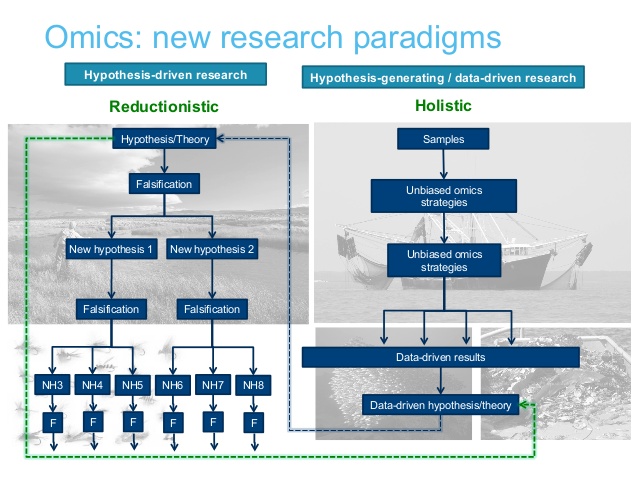 Omics: new research paradigms
Hypothesis-driven research
Hypothesis-generating / data-driven research
Reductionistic
Holistic
Hypothesis/Theory
Samples
Falsification
Unbiased omics
strategies
New hypothesis 1
New hypothesis 2
Unbiased omics
strategies
Falsification
Falsification
Data-driven results
NH3
NH4
NH5
NH6
NH7
NH8
Data-driven hypothesis/theory
F
F
F
F
F
F